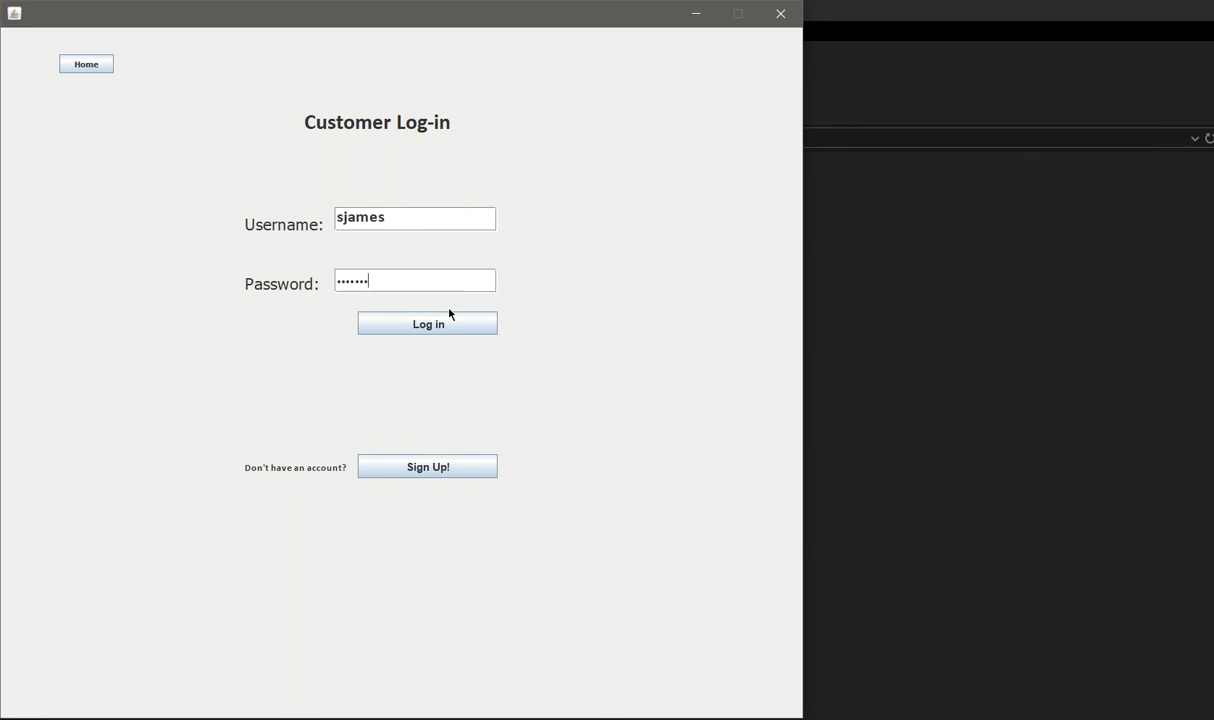 Home
Customer Log-in
Username: sjames
Password: •••••••
Log in
Don't have an account? Sign Up!